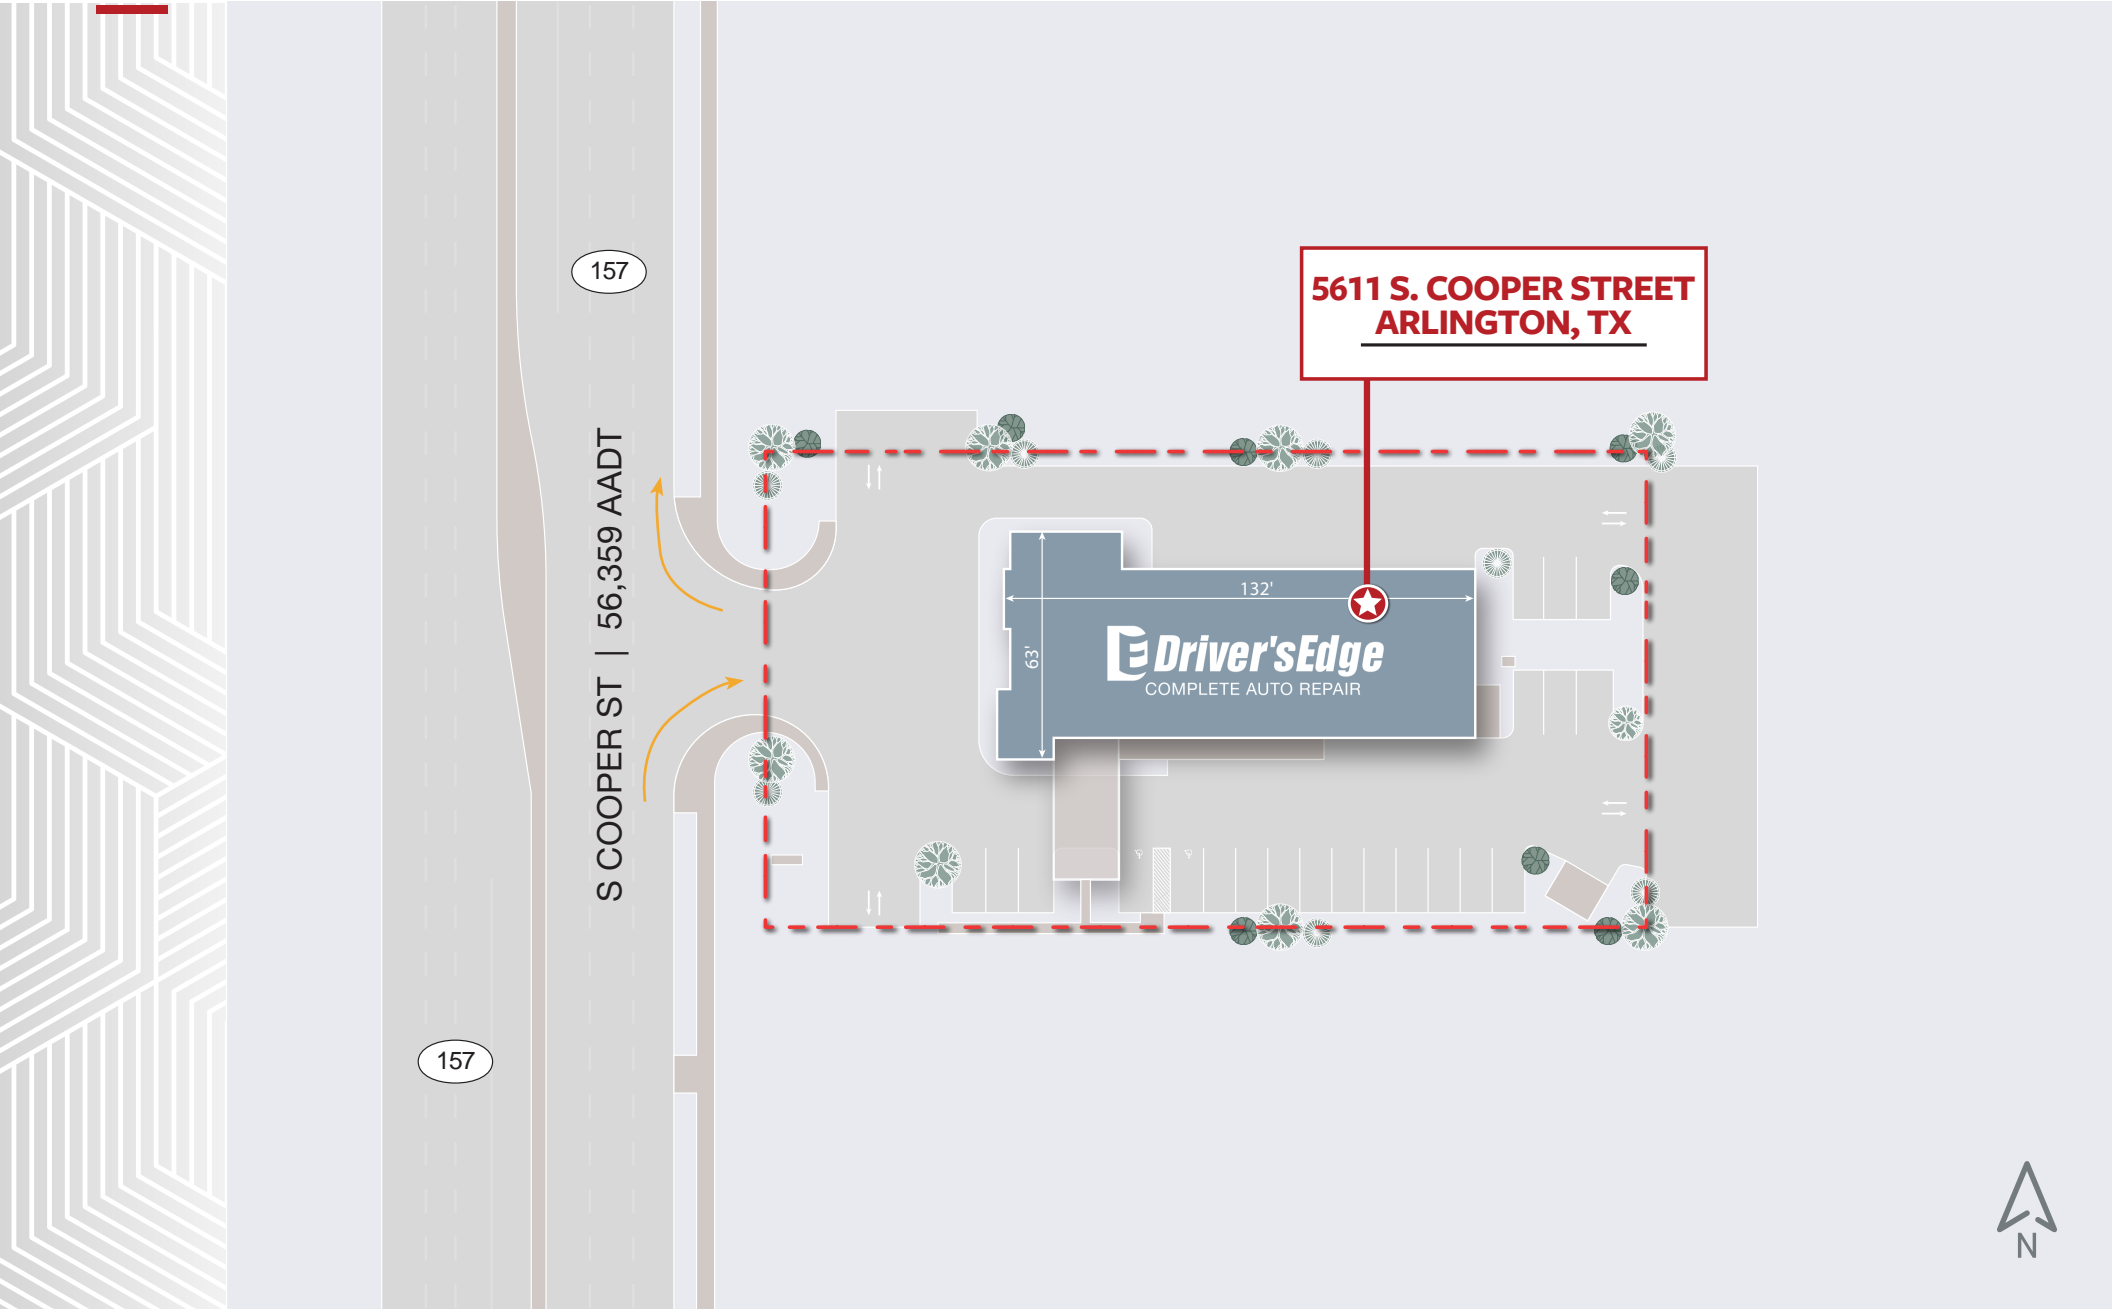 157
5611 S. COOPER STREET
ARLINGTON, TX
S COOPER ST | 56,359 AADT
132'
63'
Driver'sEdge
COMPLETE AUTO REPAIR
157
N